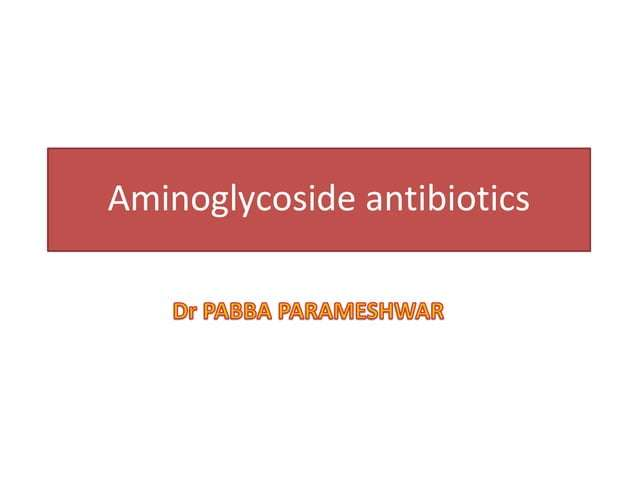 Aminoglycoside antibiotics
Dr PABBA PARAMESHWAR